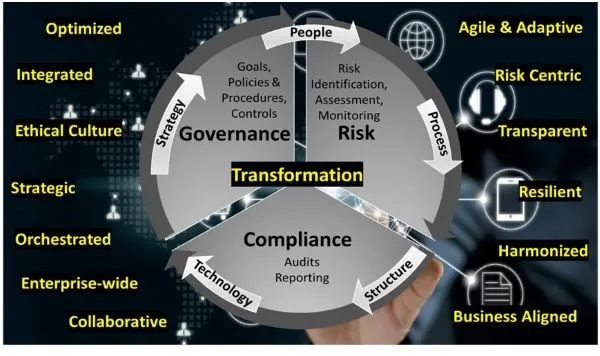 Optimized
Integrated
Ethical Culture
Strategic
Orchestrated
Enterprise-wide
Collaborative
People
Strategy
Goals,
Policies &
Procedures,
Controls
Governance
Risk
Identification,
Assessment,
Monitoring
Risk
Process
Transformation
Compliance
Audits
Reporting
Technology
Structure
Agile & Adaptive
Risk Centric
Transparent
Resilient
Harmonized
Business Aligned